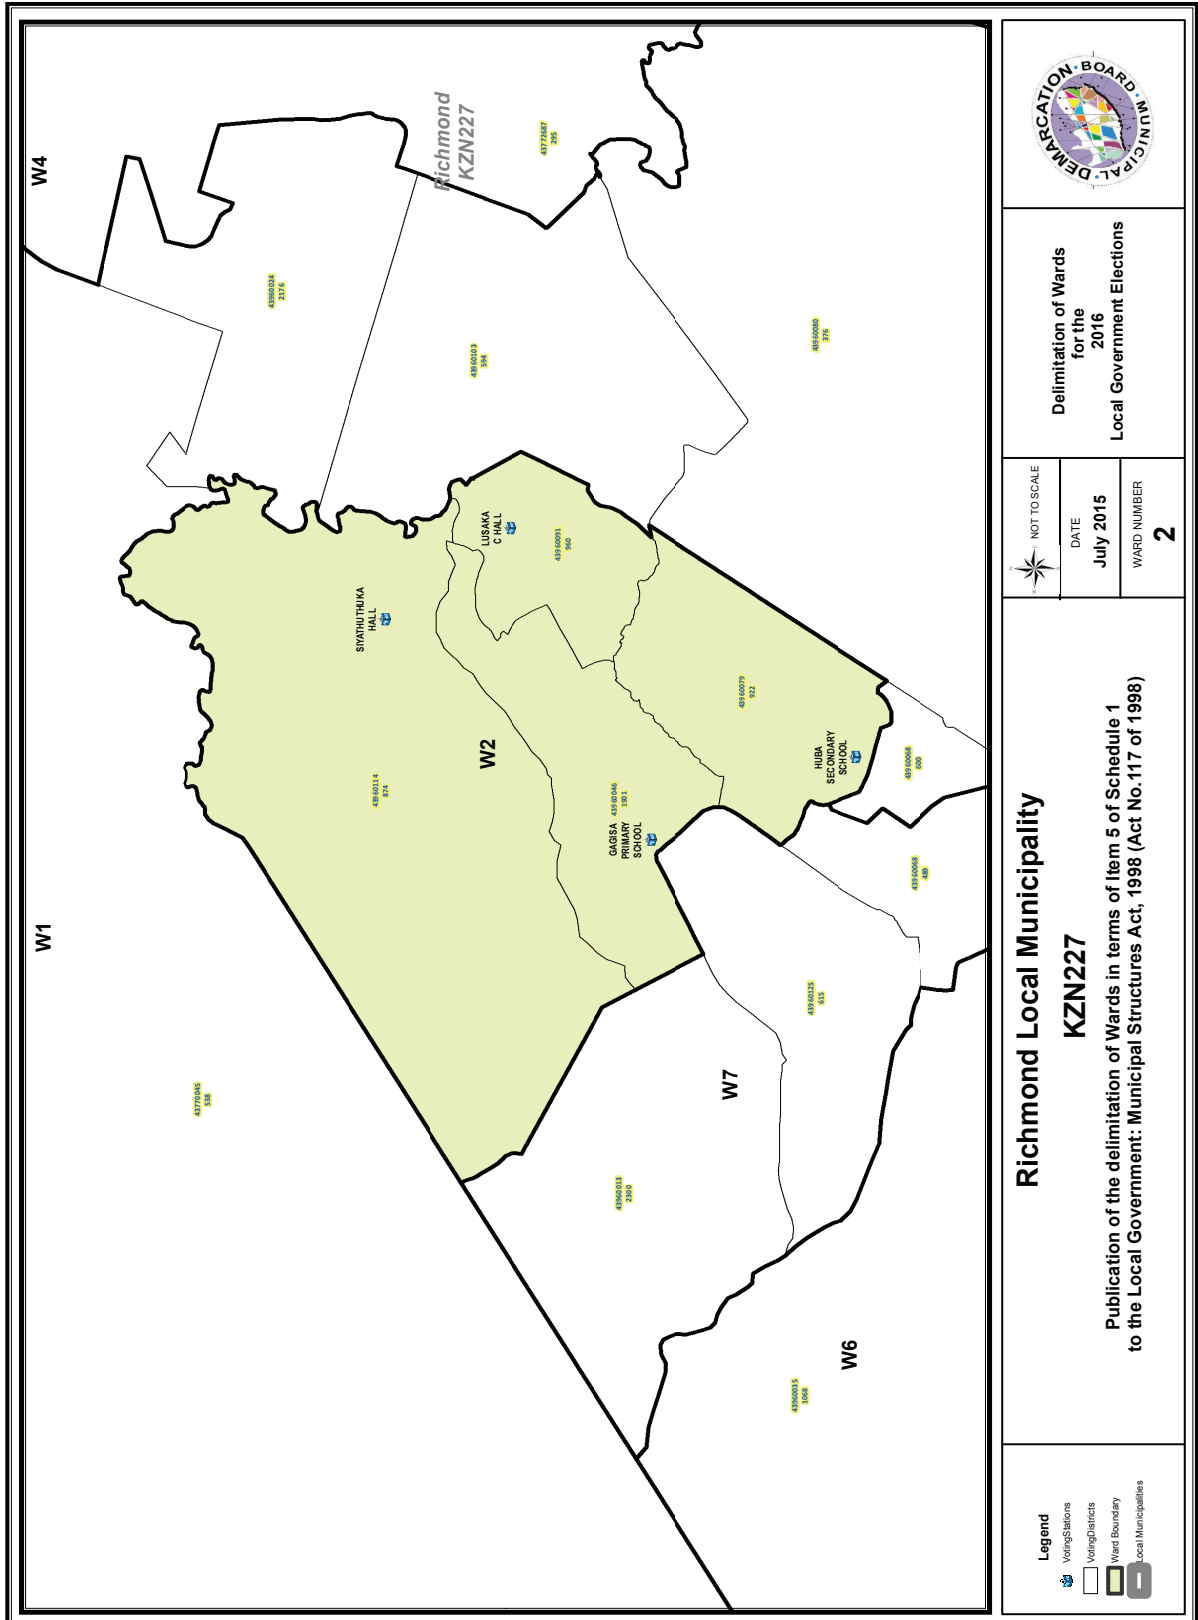 W4
W1
Richmond
KZN227
43772687
295
43960024
2176
43960103
594
43960080
376
LUSAKA
C HALL
43960091
960
SIYATHUTHUKA
HALL
43960114
874
W2
43960079
922
HUBA
SECONDARY
SCHOOL
43960046
1901
GAGISA
PRIMARY
SCHOOL
43960068
600
43960068
489
43960125
615
W7
43770045
538
43960013
2300
W6
43960035
1068
Legend
VotingStations
VotingDistricts
Ward Boundary
Local Municipalities
Richmond Local Municipality
KZN227
Publication of the delimitation of Wards in terms of Item 5 of Schedule 1
to the Local Government: Municipal Structures Act, 1998 (Act No.117 of 1998)
NOT TO SCALE
DATE
July 2015
WARD NUMBER
2
Delimitation of Wards
for the
2016
Local Government Elections
MUNICIPAL • DEMARCATION • BOARD •